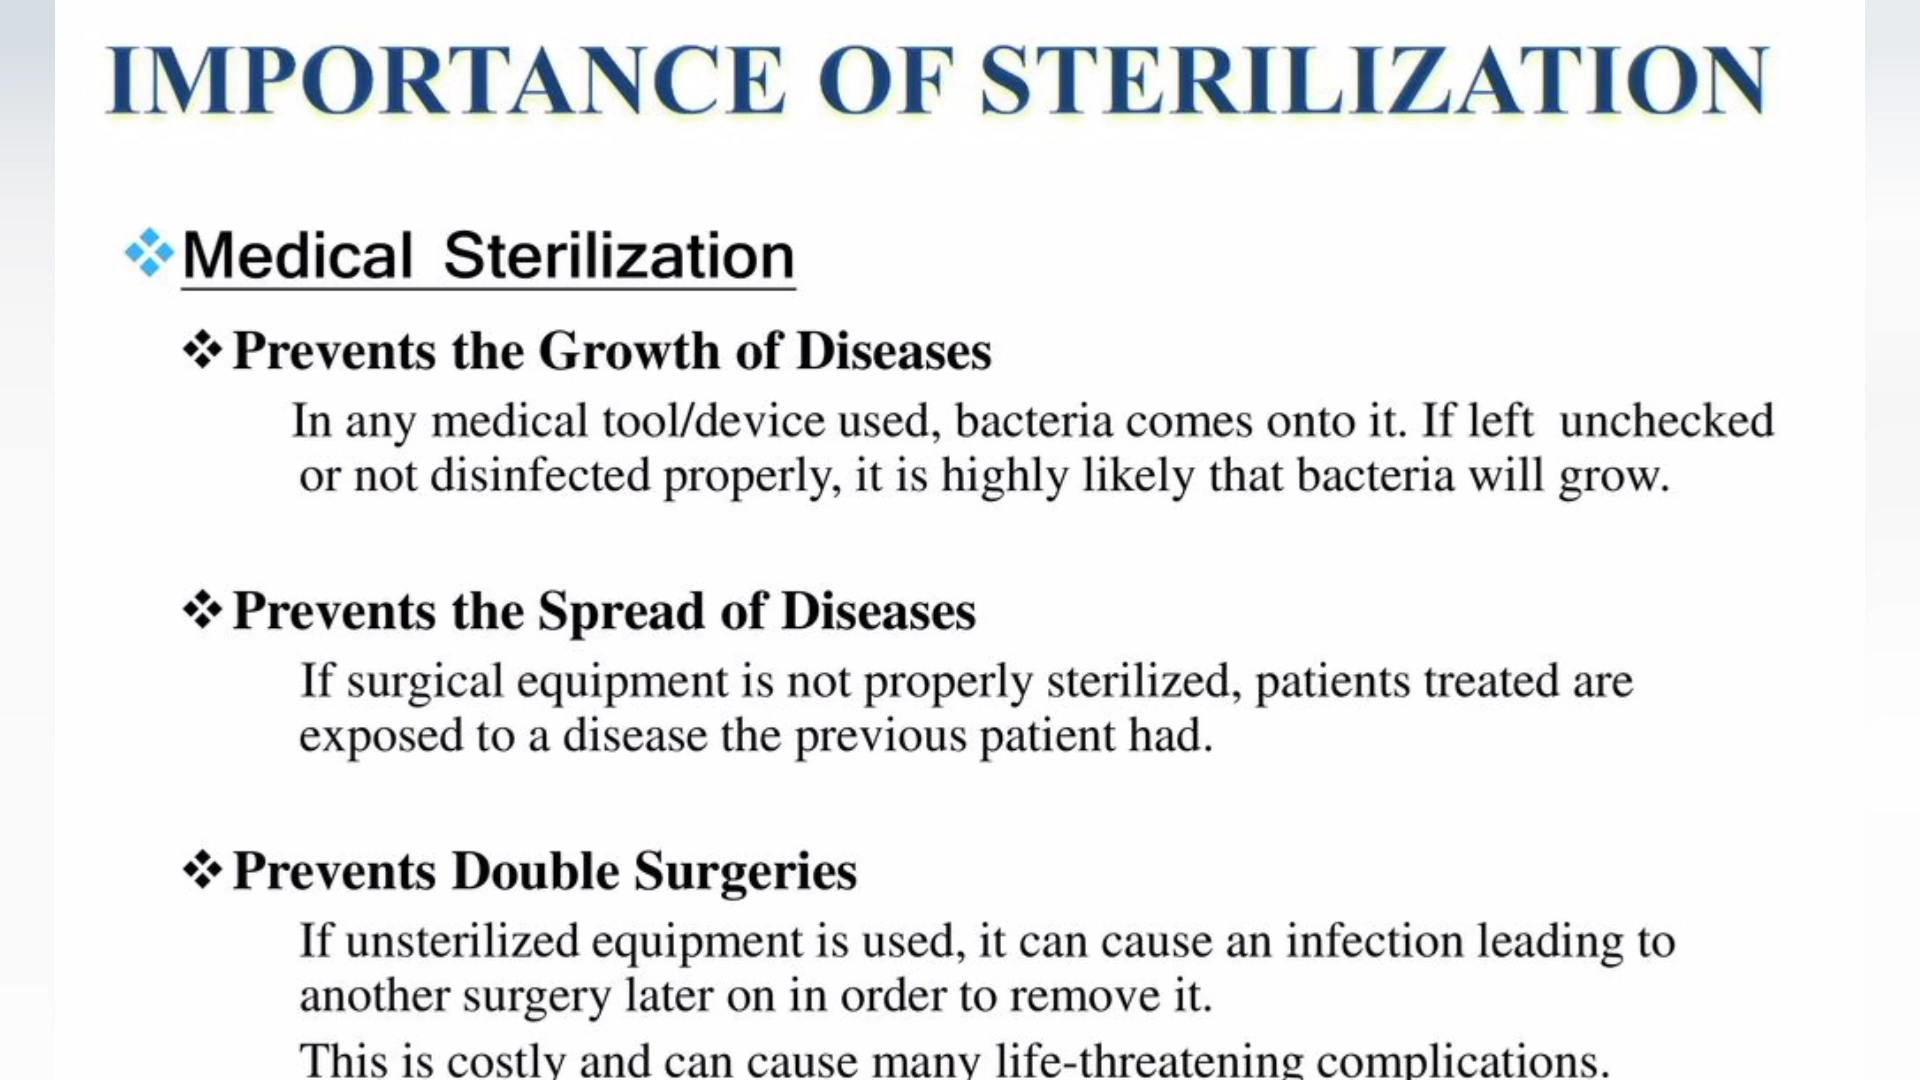 IMPORTANCE OF STERILIZATION
Medical Sterilization
Prevents the Growth of Diseases
In any medical tool/device used, bacteria comes onto it. If left unchecked
or not disinfected properly, it is highly likely that bacteria will grow.
Prevents the Spread of Diseases
If surgical equipment is not properly sterilized, patients treated are
exposed to a disease the previous patient had.
Prevents Double Surgeries
If unsterilized equipment is used, it can cause an infection leading to
another surgery later on in order to remove it.
This is costly and can cause many life-threatening complications.